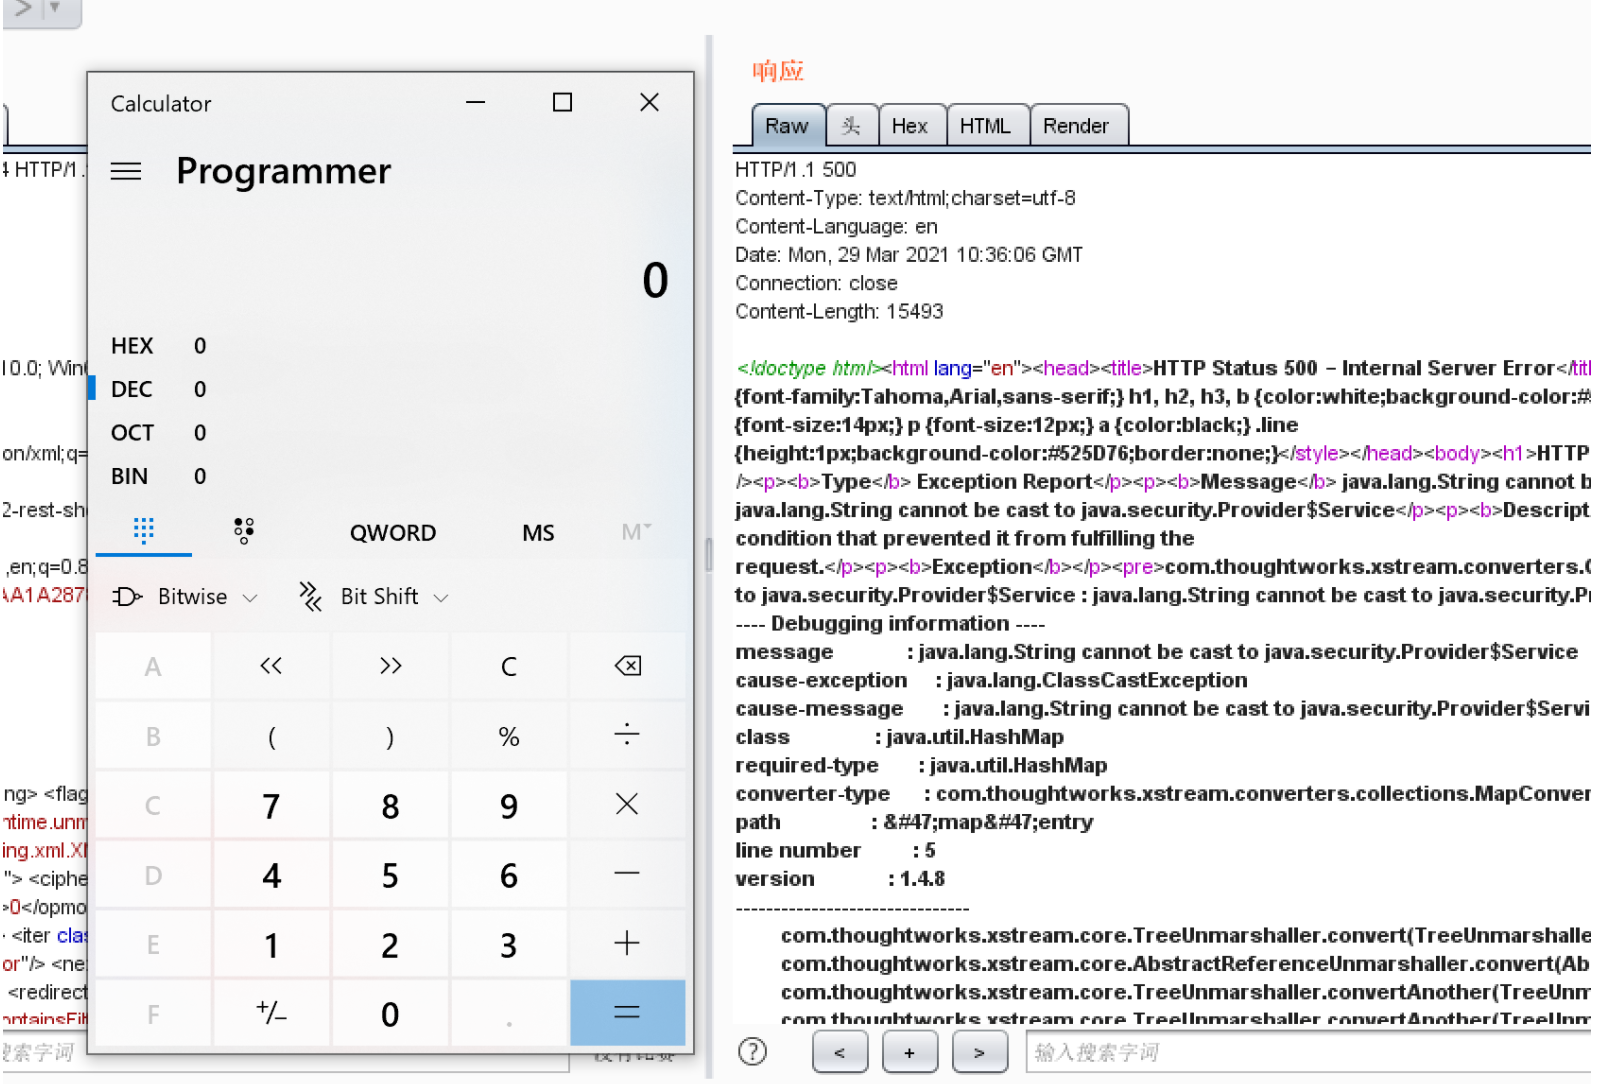 Calculator
Programmer
0
HEX 0
DEC 0
OCT 0
BIN 0
QWORD MS M
Bitwise Bit Shift
A << >> C
B ( ) % ÷
C 7 8 9 ×
D 4 5 6 −
E 1 2 3 +
F +/− 0 . =
4 HTTP/1.
10.0; Win
on/xml;q=
2-rest-sh
,en;q=0.8
AA1A287
ng> <flag
ntime.unm
ing.xml.X
"> <ciphe
>0</opmo
<iter clas
or"/> <ne
<redirect
ontainsFilt
搜索字词
响应
Raw 头 Hex HTML Render
HTTP/1.1 500
Content-Type: text/html;charset=utf-8
Content-Language: en
Date: Mon, 29 Mar 2021 10:36:06 GMT
Connection: close
Content-Length: 15493
<!doctype html><html lang="en"><head><title>HTTP Status 500 – Internal Server Error</titl
{font-family:Tahoma,Arial,sans-serif;} h1, h2, h3, b {color:white;background-color:#
{font-size:14px;} p {font-size:12px;} a {color:black;} .line
{height:1px;background-color:#525D76;border:none;}</style></head><body><h1>HTTP
/><p><b>Type</b> Exception Report</p><p><b>Message</b> java.lang.String cannot b
java.lang.String cannot be cast to java.security.Provider$Service</p><p><b>Descript
condition that prevented it from fulfilling the
request.</p><p><b>Exception</b></p><pre>com.thoughtworks.xstream.converters.C
to java.security.Provider$Service : java.lang.String cannot be cast to java.security.Pr
---- Debugging information ----
message : java.lang.String cannot be cast to java.security.Provider$Service
cause-exception : java.lang.ClassCastException
cause-message : java.lang.String cannot be cast to java.security.Provider$Servi
class : java.util.HashMap
required-type : java.util.HashMap
converter-type : com.thoughtworks.xstream.converters.collections.MapConver
path : &#47;map&#47;entry
line number : 5
version : 1.4.8
-------------------------------
com.thoughtworks.xstream.core.TreeUnmarshaller.convert(TreeUnmarshalle
com.thoughtworks.xstream.core.AbstractReferenceUnmarshaller.convert(Ab
com.thoughtworks.xstream.core.TreeUnmarshaller.convertAnother(TreeUnm
com.thoughtworks.xstream.core.TreeUnmarshaller.convertAnother(TreeUnm
? < + > 输入搜索字词